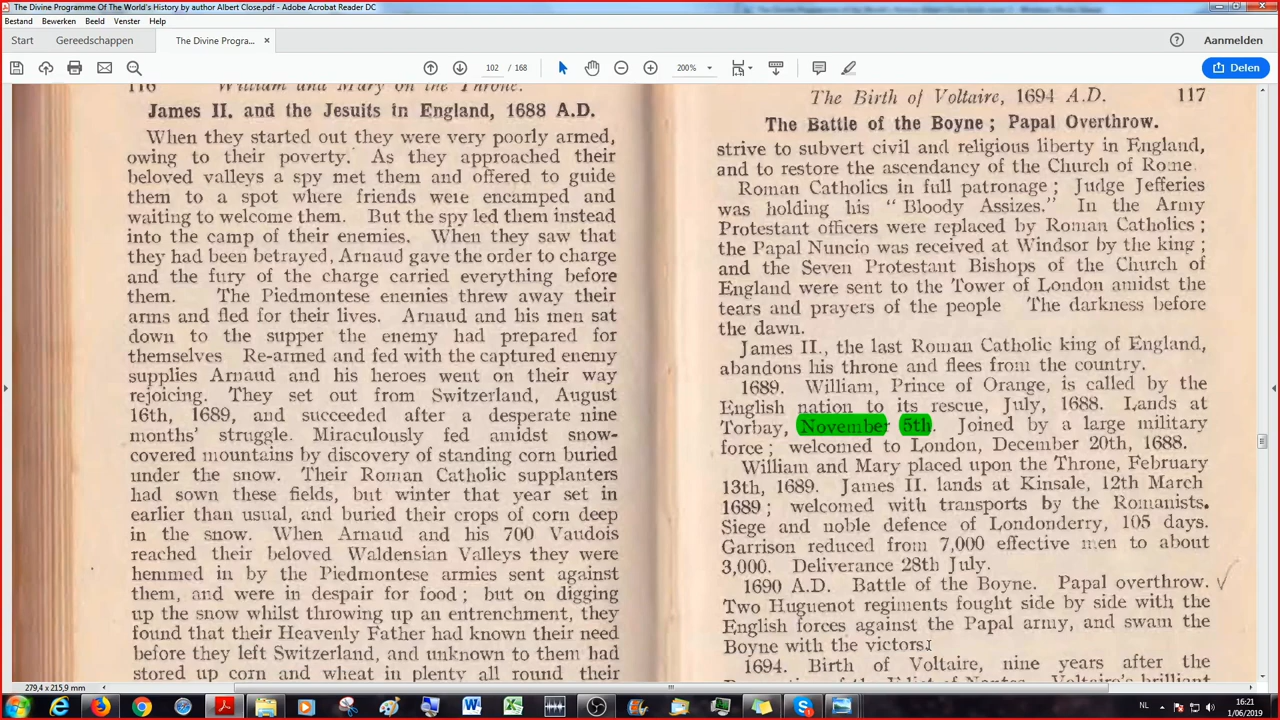 The Divine Programme Of The World's History by author Albert Close.pdf - Adobe Acrobat Reader DC
Bestand Bewerken Beeld Venster Help
Start Gereedschappen The Divine Progra... × Aanmelden
102 / 168 200% Delen
116 William and Mary on the Throne.
James II. and the Jesuits in England, 1688 A.D.
When they started out they were very poorly armed,
owing to their poverty. As they approached their
beloved valleys a spy met them and offered to guide
them to a spot where friends were encamped and
waiting to welcome them. But the spy led them instead
into the camp of their enemies. When they saw that
they had been betrayed, Arnaud gave the order to charge
and the fury of the charge carried everything before
them. The Piedmontese enemies threw away their
arms and fled for their lives. Arnaud and his men sat
down to the supper the enemy had prepared for
themselves Re-armed and fed with the captured enemy
supplies Arnaud and his heroes went on their way
rejoicing. They set out from Switzerland, August
16th, 1689, and succeeded after a desperate nine
months' struggle. Miraculously fed amidst snow-
covered mountains by discovery of standing corn buried
under the snow. Their Roman Catholic supplanters
had sown these fields, but winter that year set in
earlier than usual, and buried their crops of corn deep
in the snow. When Arnaud and his 700 Vaudois
reached their beloved Waldensian Valleys they were
hemmed in by the Piedmontese armies sent against
them, and were in despair for food ; but on digging
up the snow whilst throwing up an entrenchment, they
found that their Heavenly Father had known their need
before they left Switzerland, and unknown to them had
stored up corn and wheat in plenty all round their
The Birth of Voltaire, 1694 A.D. 117
The Battle of the Boyne ; Papal Overthrow.
strive to subvert civil and religious liberty in England,
and to restore the ascendancy of the Church of Rome.
Roman Catholics in full patronage ; Judge Jefferies
was holding his " Bloody Assizes." In the Army
Protestant officers were replaced by Roman Catholics ;
the Papal Nuncio was received at Windsor by the king ;
and the Seven Protestant Bishops of the Church of
England were sent to the Tower of London amidst the
tears and prayers of the people The darkness before
the dawn.
James II., the last Roman Catholic king of England,
abandons his throne and flees from the country.
1689. William, Prince of Orange, is called by the
English nation to its rescue, July, 1688. Lands at
Torbay, November 5th. Joined by a large military
force ; welcomed to London, December 20th, 1688.
William and Mary placed upon the Throne, February
13th, 1689. James II. lands at Kinsale, 12th March
1689 ; welcomed with transports by the Romanists.
Siege and noble defence of Londonderry, 105 days.
Garrison reduced from 7,000 effective men to about
3,000. Deliverance 28th July.
1690 A.D. Battle of the Boyne. Papal overthrow.
Two Huguenot regiments fought side by side with the
English forces against the Papal army, and swam the
Boyne with the victors.
1694. Birth of Voltaire, nine years after the
279,4 x 215,9 mm
NL 16:21
1/06/2019